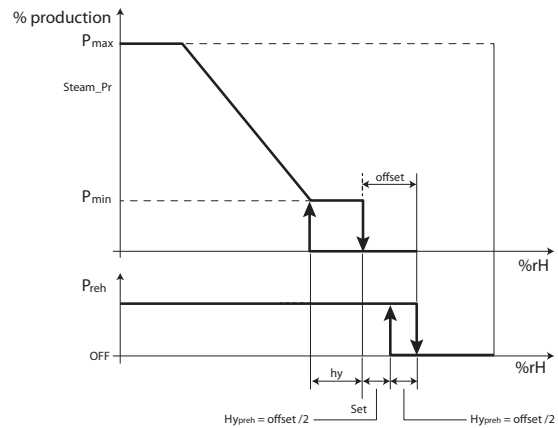 % production
Pmax
Steam_Pr
offset
Pmin
%rH
Preh
%rH
OFF
hy
Set
Hypreh = offset /2
Hypreh = offset /2